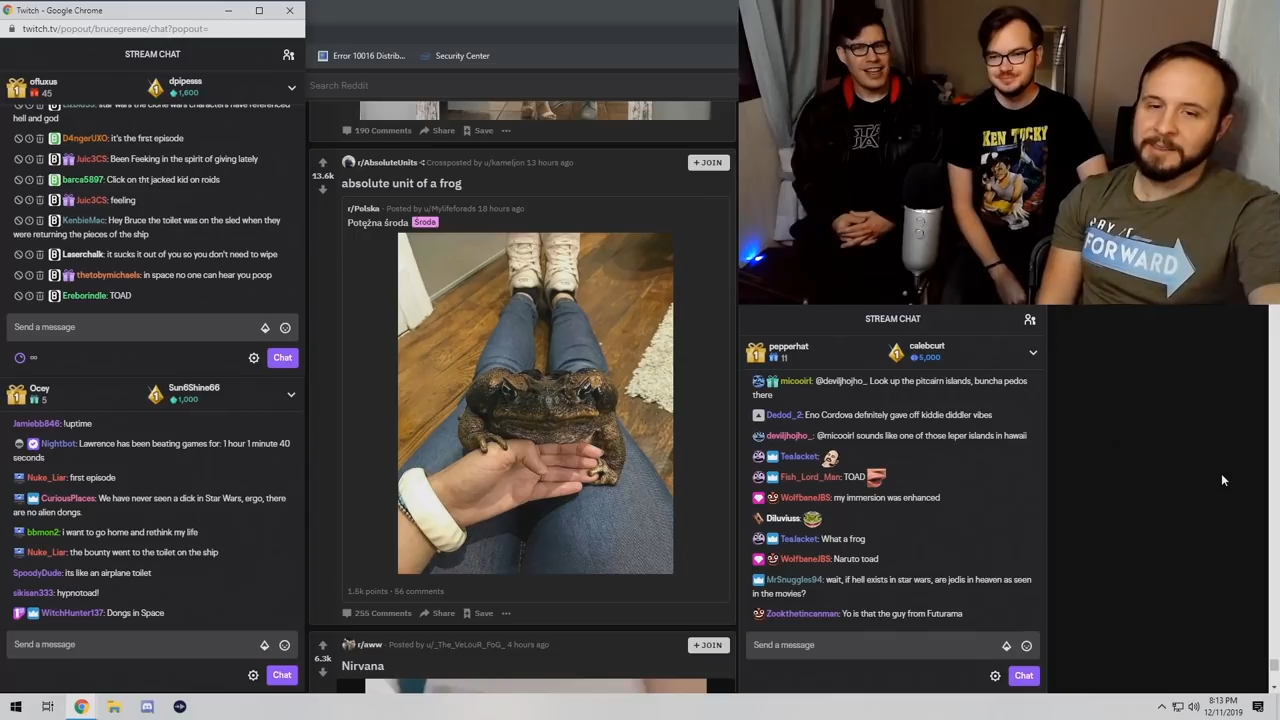 Twitch - Google Chrome
twitch.tv/popout/brucegreene/chat?popout=
STREAM CHAT
ofluxus
45
dpipesss
1,600
hell and god
D4ngerUXO: it's the first episode
Juic3CS: Been Feeking in the spirit of giving lately
barca5897: Click on tht jacked kid on roids
Juic3CS: feeling
KenbieMac: Hey Bruce the toilet was on the sled when they
were returning the pieces of the ship
Laserchalk: it sucks it out of you so you don't need to wipe
thetobymichaels: in space no one can hear you poop
Ereborindle: TOAD
Send a message
∞
Chat
Ocey
5
Sun6Shine66
1,000
Jamiebb846: !uptime
Nightbot: Lawrence has been beating games for: 1 hour 1 minute 40
seconds
Nuke_Liar: first episode
CuriousPlaces: We have never seen a dick in Star Wars, ergo, there
are no alien dongs.
bbmon2: i want to go home and rethink my life
Nuke_Liar: the bounty went to the toilet on the ship
SpoodyDude: its like an airplane toilet
sikisan333: hypnotoad!
WitchHunter137: Dongs in Space
Send a message
Chat
Error 10016 Distrib...
Security Center
Search Reddit
190 Comments Share Save ...
13.6k
r/AbsoluteUnits Crossposted by u/kameljon 13 hours ago
+ JOIN
absolute unit of a frog
r/Polska · Posted by u/Mylifeforads 18 hours ago
Potężna środa Środa
1.5k points · 56 comments
255 Comments Share Save ...
6.3k
r/aww · Posted by u/_The_VeLouR_FoG_ 4 hours ago
+ JOIN
Nirvana
KEN TUCKY
PAY IT
FORWARD
STREAM CHAT
pepperhat
11
calebcurt
5,000
micooirl: @deviljhojho_ Look up the pitcairn islands, buncha pedos
there
Dedod_2: Eno Cordova definitely gave off kiddie diddler vibes
deviljhojho_: @micooirl sounds like one of those leper islands in hawaii
TeaJacket:
Fish_Lord_Man: TOAD
WolfbaneJBS: my immersion was enhanced
Diluviuss:
TeaJacket: What a frog
WolfbaneJBS: Naruto toad
MrSnuggles94: wait, if hell exists in star wars, are jedis in heaven as seen
in the movies?
Zookthetincanman: Yo is that the guy from Futurama
Send a message
Chat
8:13 PM
12/11/2019